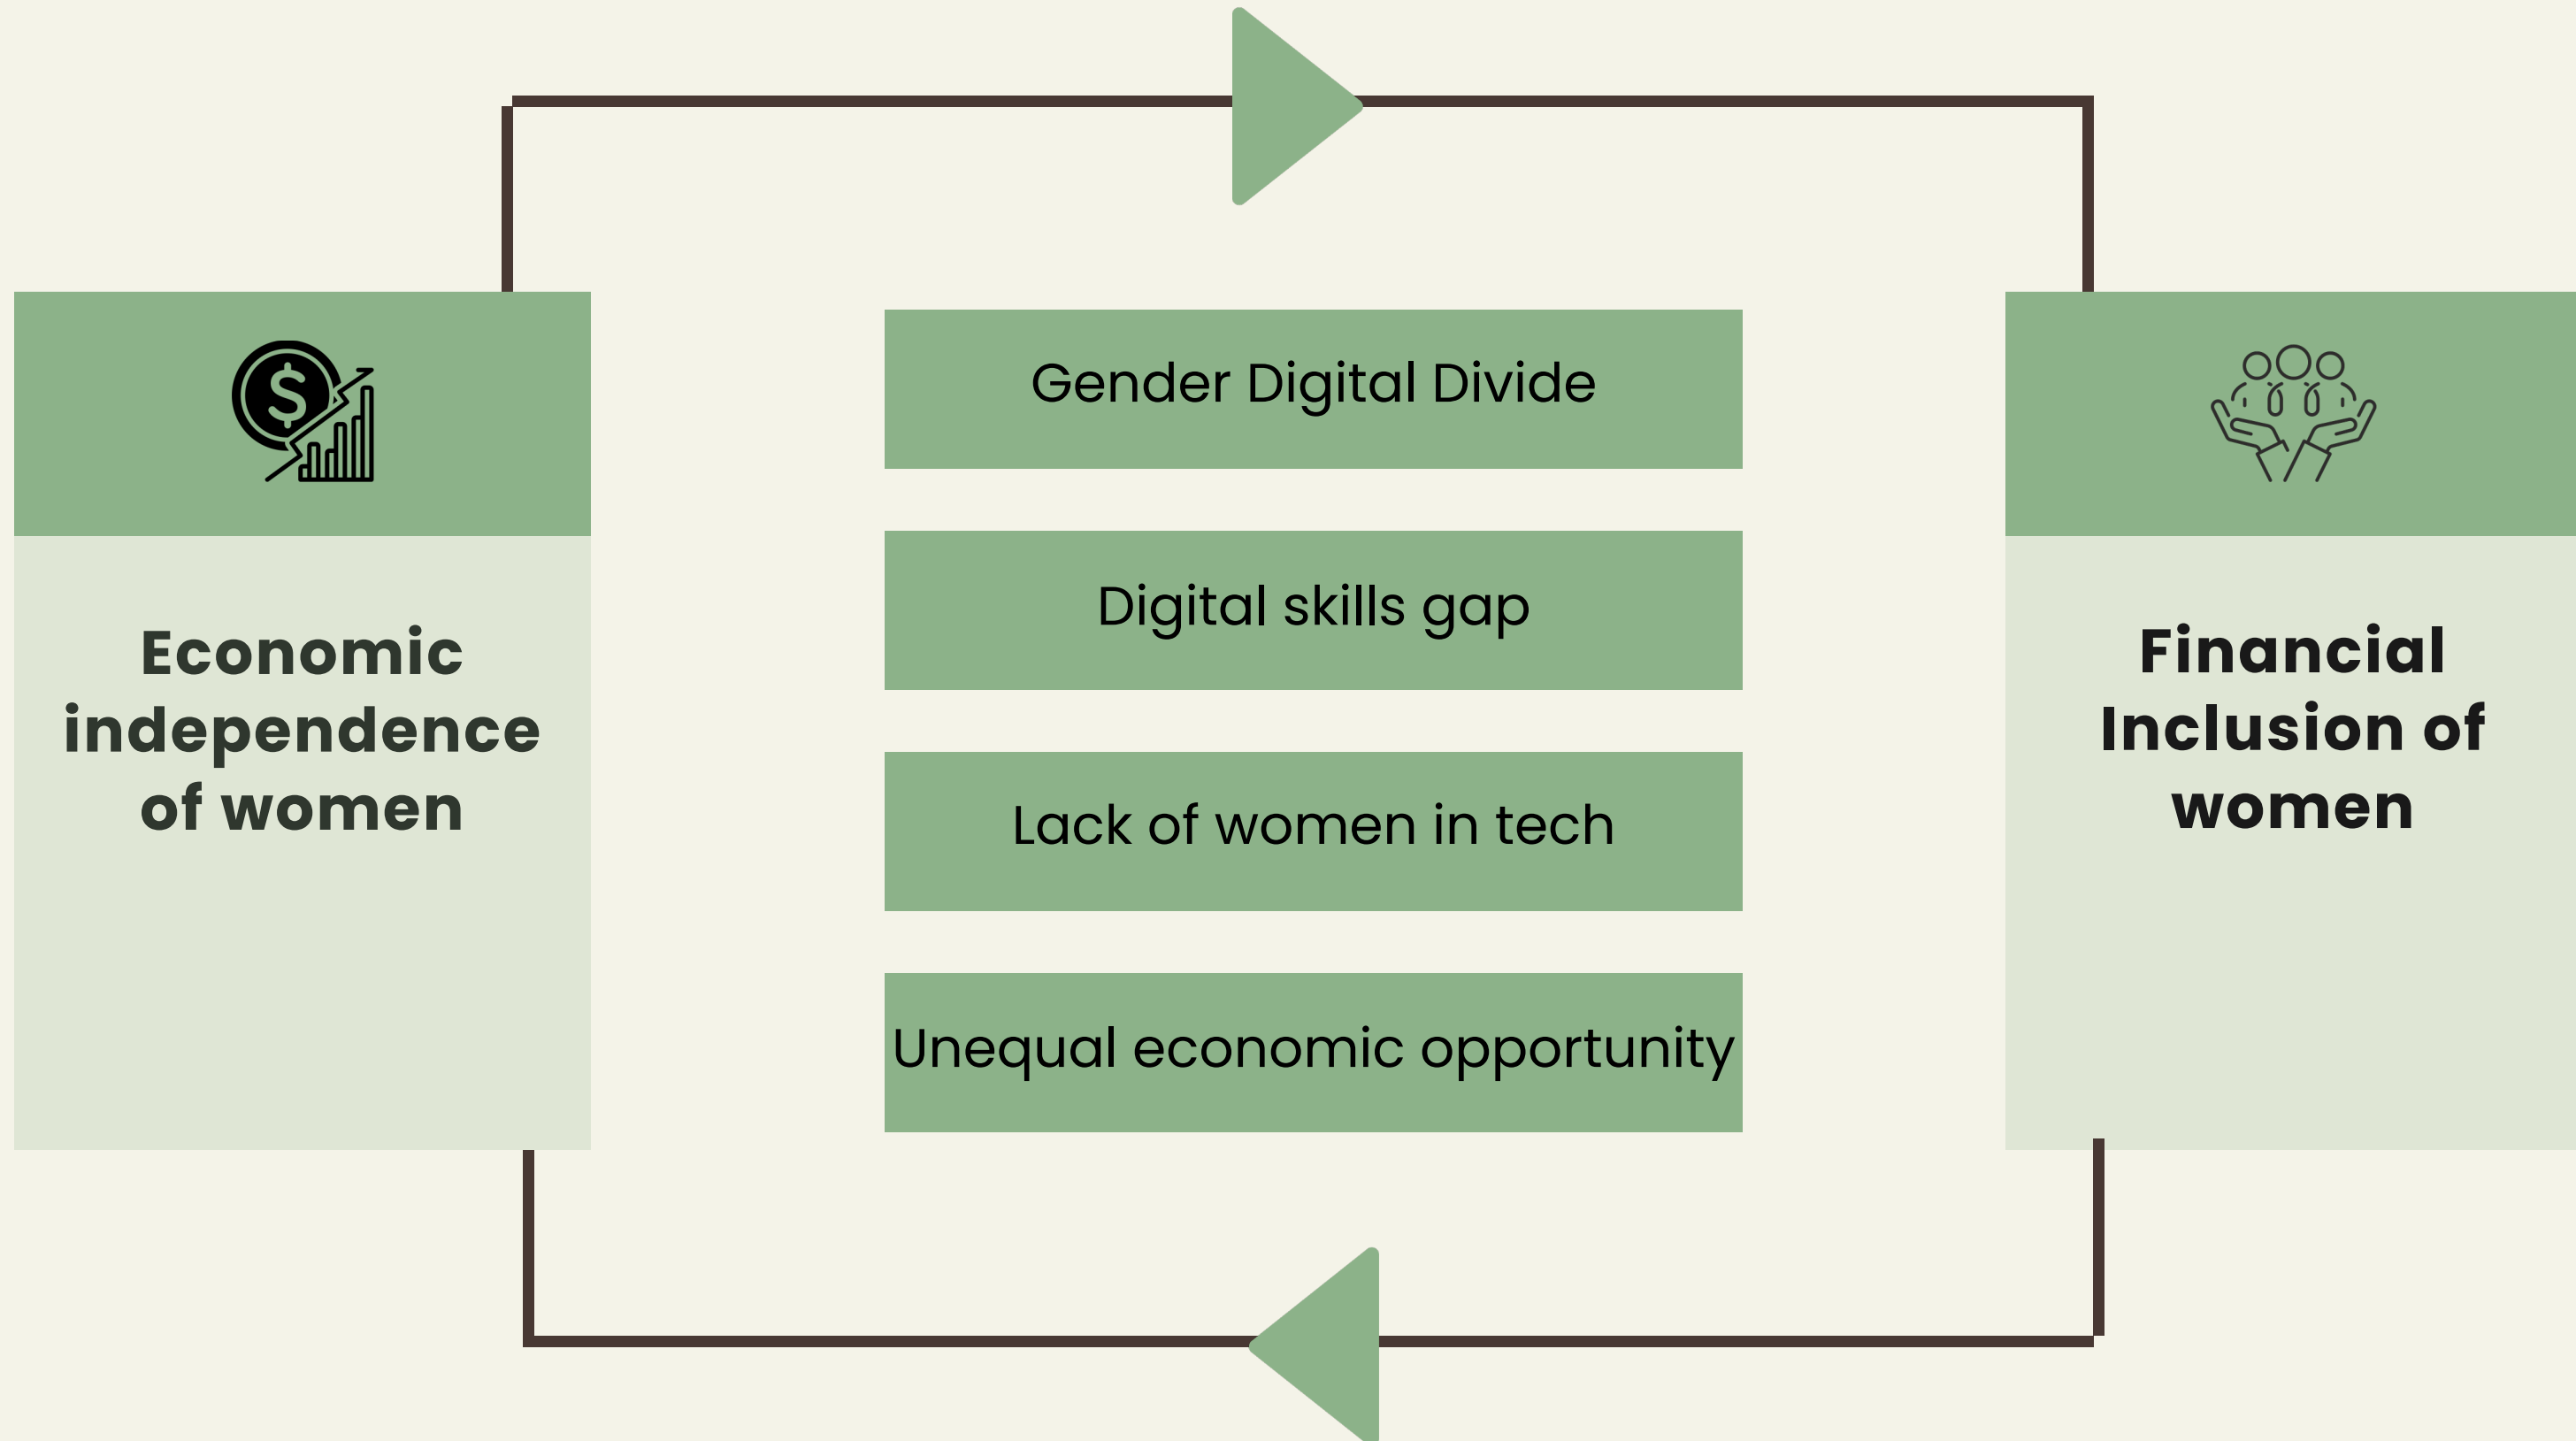 Economic
independence
of women
Gender Digital Divide
Digital skills gap
Lack of women in tech
Unequal economic opportunity
Financial
Inclusion of
women